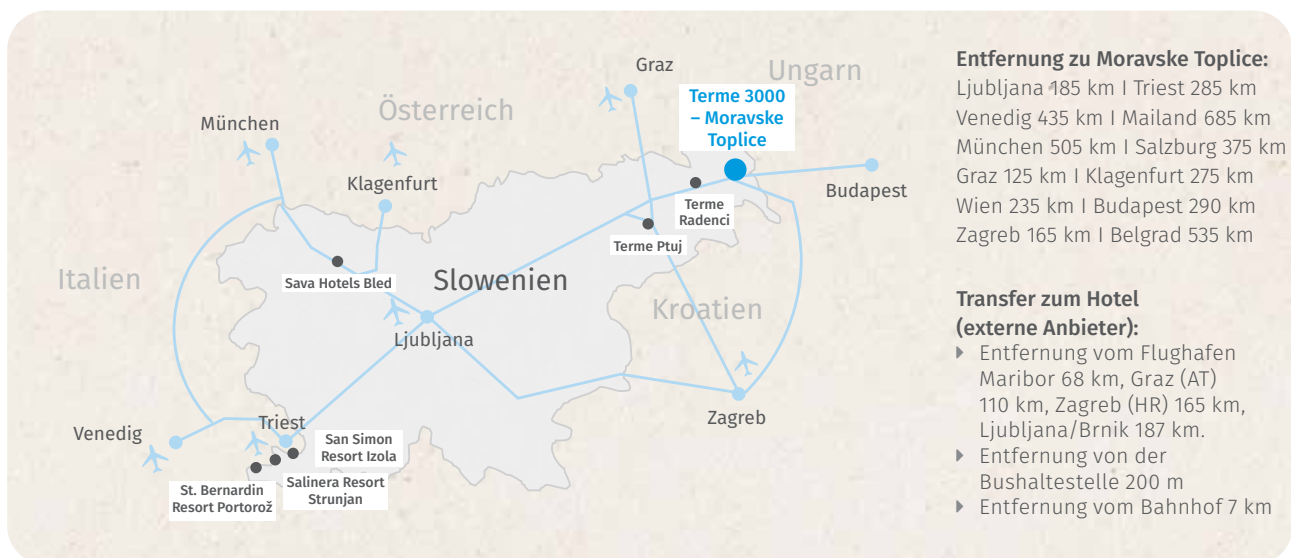 Graz
Ungarn
Österreich
Terme 3000
– Moravske
Toplice
München
Klagenfurt
Budapest
Terme
Radenci
Terme Ptuj
Italien
Sava Hotels Bled
Slowenien
Kroatien
Ljubljana
Zagreb
Venedig
Triest
San Simon
Resort Izola
Salinera Resort
Strunjan
St. Bernardin
Resort Portorož
Entfernung zu Moravske Toplice:
Ljubljana 185 km I Triest 285 km
Venedig 435 km I Mailand 685 km
München 505 km I Salzburg 375 km
Graz 125 km I Klagenfurt 275 km
Wien 235 km I Budapest 290 km
Zagreb 165 km I Belgrad 535 km
Transfer zum Hotel
(externe Anbieter):
Entfernung vom Flughafen
Maribor 68 km, Graz (AT)
110 km, Zagreb (HR) 165 km,
Ljubljana/Brnik 187 km.
Entfernung von der
Bushaltestelle 200 m
Entfernung vom Bahnhof 7 km